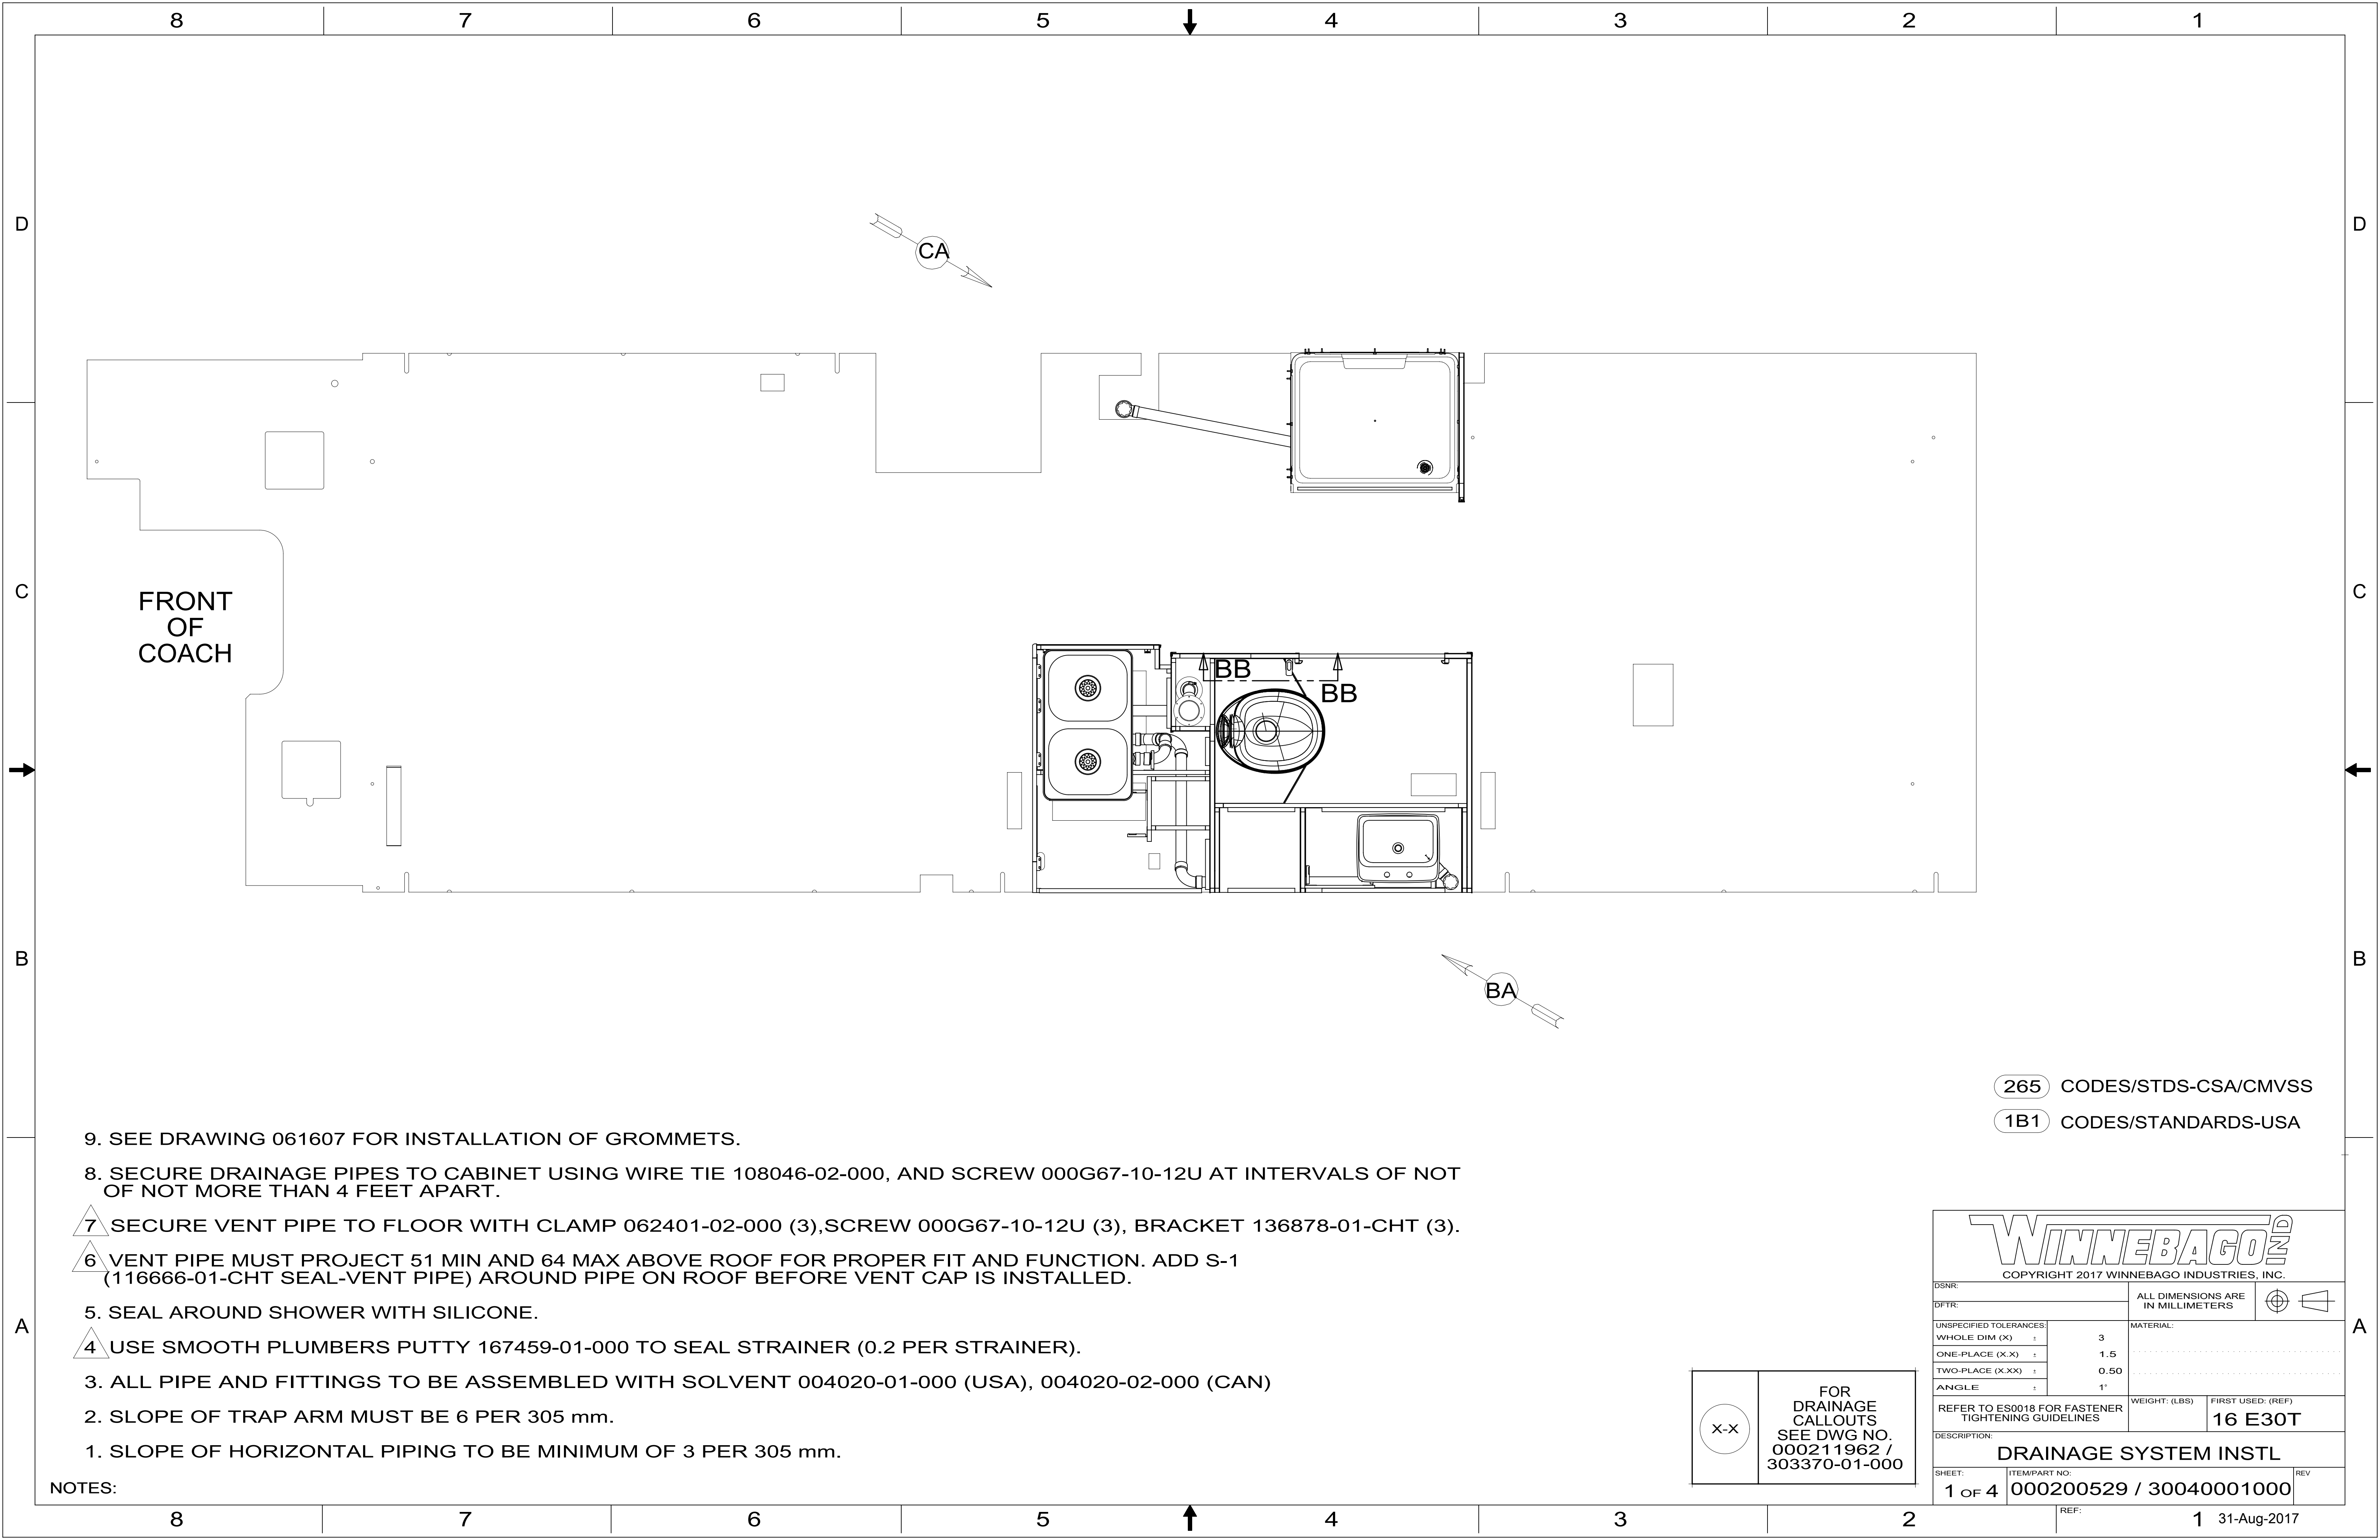 8 7 6 5 4 3 2 1
D D
CA
C C
FRONT
OF
COACH
BB
BB
BA
B B
265 CODES/STDS-CSA/CMVSS
1B1 CODES/STANDARDS-USA
9. SEE DRAWING 061607 FOR INSTALLATION OF GROMMETS.
8. SECURE DRAINAGE PIPES TO CABINET USING WIRE TIE 108046-02-000, AND SCREW 000G67-10-12U AT INTERVALS OF NOT
OF NOT MORE THAN 4 FEET APART.
7 SECURE VENT PIPE TO FLOOR WITH CLAMP 062401-02-000 (3),SCREW 000G67-10-12U (3), BRACKET 136878-01-CHT (3).
6 VENT PIPE MUST PROJECT 51 MIN AND 64 MAX ABOVE ROOF FOR PROPER FIT AND FUNCTION. ADD S-1
(116666-01-CHT SEAL-VENT PIPE) AROUND PIPE ON ROOF BEFORE VENT CAP IS INSTALLED.
5. SEAL AROUND SHOWER WITH SILICONE.
4 USE SMOOTH PLUMBERS PUTTY 167459-01-000 TO SEAL STRAINER (0.2 PER STRAINER).
3. ALL PIPE AND FITTINGS TO BE ASSEMBLED WITH SOLVENT 004020-01-000 (USA), 004020-02-000 (CAN)
2. SLOPE OF TRAP ARM MUST BE 6 PER 305 mm.
1. SLOPE OF HORIZONTAL PIPING TO BE MINIMUM OF 3 PER 305 mm.
NOTES:
A A
X-X
FOR
DRAINAGE
CALLOUTS
SEE DWG NO.
000211962 /
303370-01-000
WINNEBAGO IND
COPYRIGHT 2017 WINNEBAGO INDUSTRIES, INC.
DSNR:
DFTR:
ALL DIMENSIONS ARE
IN MILLIMETERS
UNSPECIFIED TOLERANCES:
WHOLE DIM (X) ± 3
ONE-PLACE (X.X) ± 1.5
TWO-PLACE (X.XX) ± 0.50
ANGLE ± 1°
MATERIAL:
REFER TO ES0018 FOR FASTENER
TIGHTENING GUIDELINES
WEIGHT: (LBS)
FIRST USED: (REF)
16 E30T
DESCRIPTION:
DRAINAGE SYSTEM INSTL
SHEET:
1 OF 4
ITEM/PART NO:
000200529 / 30040001000
REV
REF:
8 7 6 5 4 3 2 1
31-Aug-2017